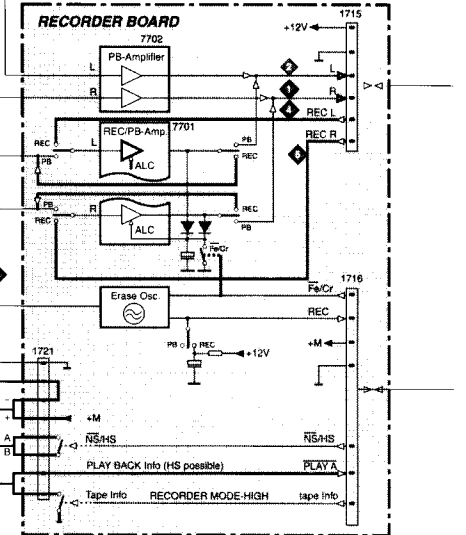 RECORDER BOARD
1715
+12V
7702
PB-Amplifier
L
R
2
L
R
4
REC L
REC R
REC
PB
L
REC/PB-Amp.
7701
ALC
PB
REC
PB
REC
R
ALC
REC
PB
Fe/Cr
1716
Erase Osc.
Fe/Cr
REC
PB
REC
+12V
+M
1721
-
+
+M
A
B
NS/HS
NS/HS
PLAY BACK Info (HS possible)
PLAY A
Tape Info
RECORDER MODE-HIGH
tape Info